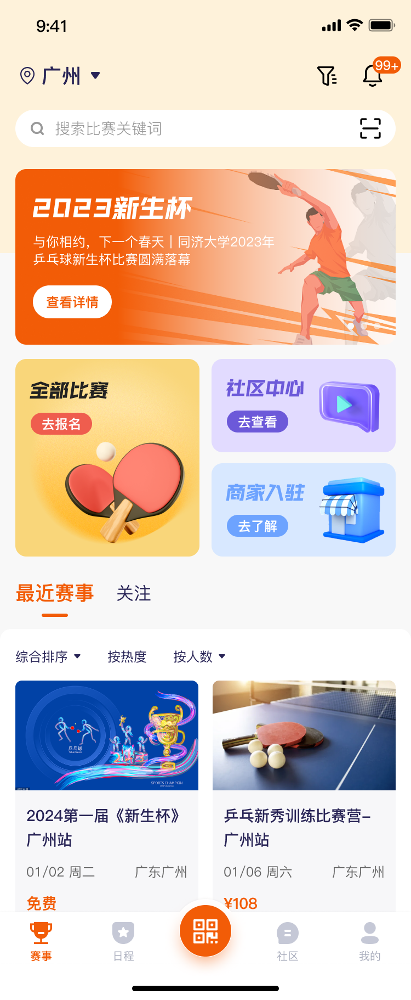 9:41
广州
99+
搜索比赛关键词
2023新生杯
与你相约，下一个春天｜同济大学2023年
乒乓球新生杯比赛圆满落幕
查看详情
全部比赛
去报名
社区中心
去查看
商家入驻
去了解
最近赛事 关注
综合排序 按热度 按人数
乒乓球
Table tennis
SPORTS CHAMPION
2024第一届《新生杯》
广州站
01/02 周二 广东广州
免费
乒乓新秀训练比赛营-
广州站
01/06 周六 广东广州
¥108
赛事 日程 社区 我的